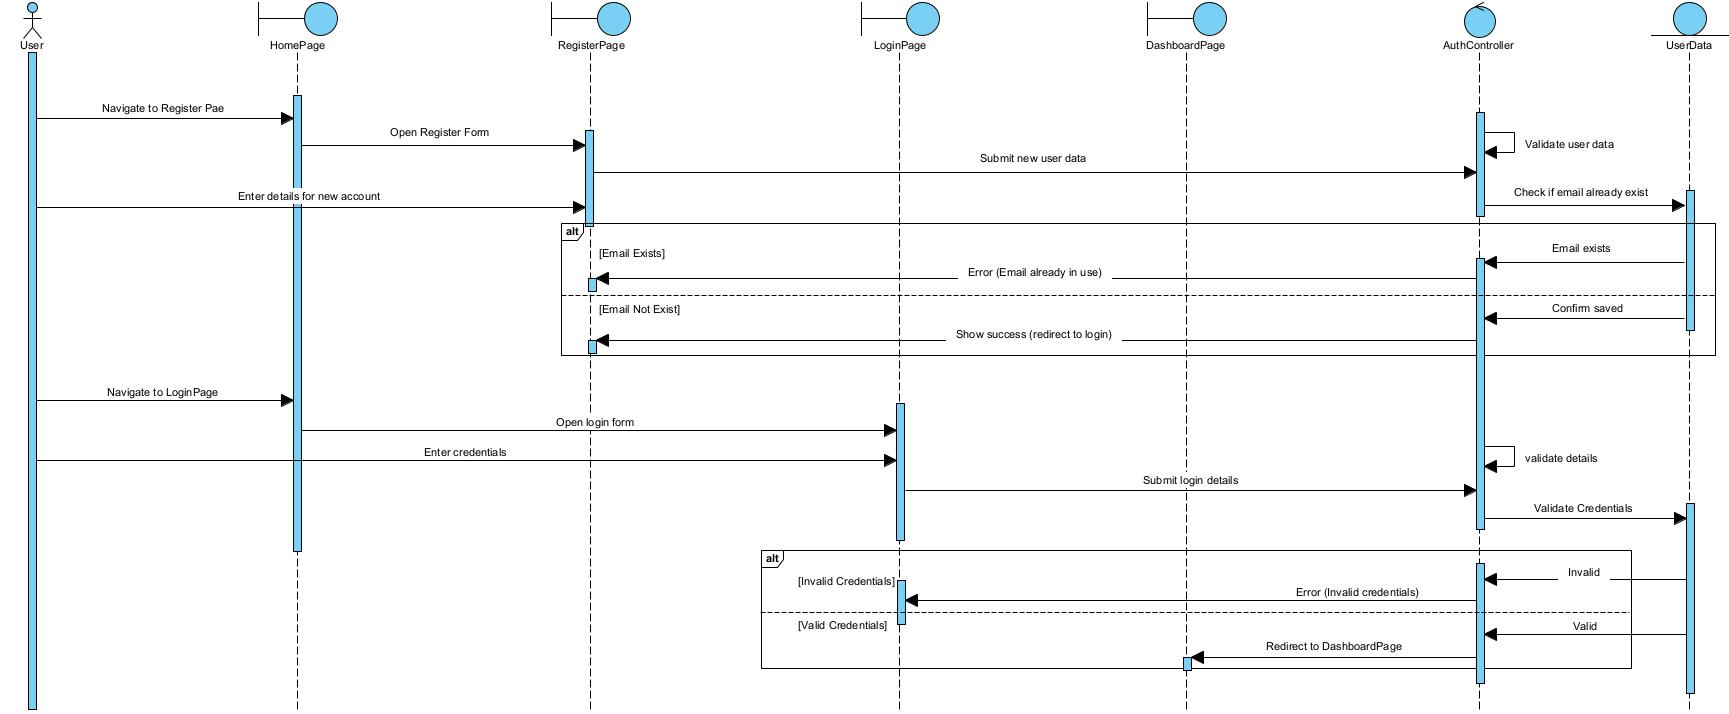 User
HomePage
RegisterPage
LoginPage
DashboardPage
AuthController
UserData
Navigate to Register Pae
Open Register Form
Validate user data
Submit new user data
Check if email already exist
Enter details for new account
alt
[Email Exists]
Email exists
Error (Email already in use)
[Email Not Exist]
Confirm saved
Show success (redirect to login)
Navigate to LoginPage
Open login form
Enter credentials
validate details
Submit login details
Validate Credentials
alt
[Invalid Credentials]
Invalid
Error (Invalid credentials)
[Valid Credentials]
Valid
Redirect to DashboardPage